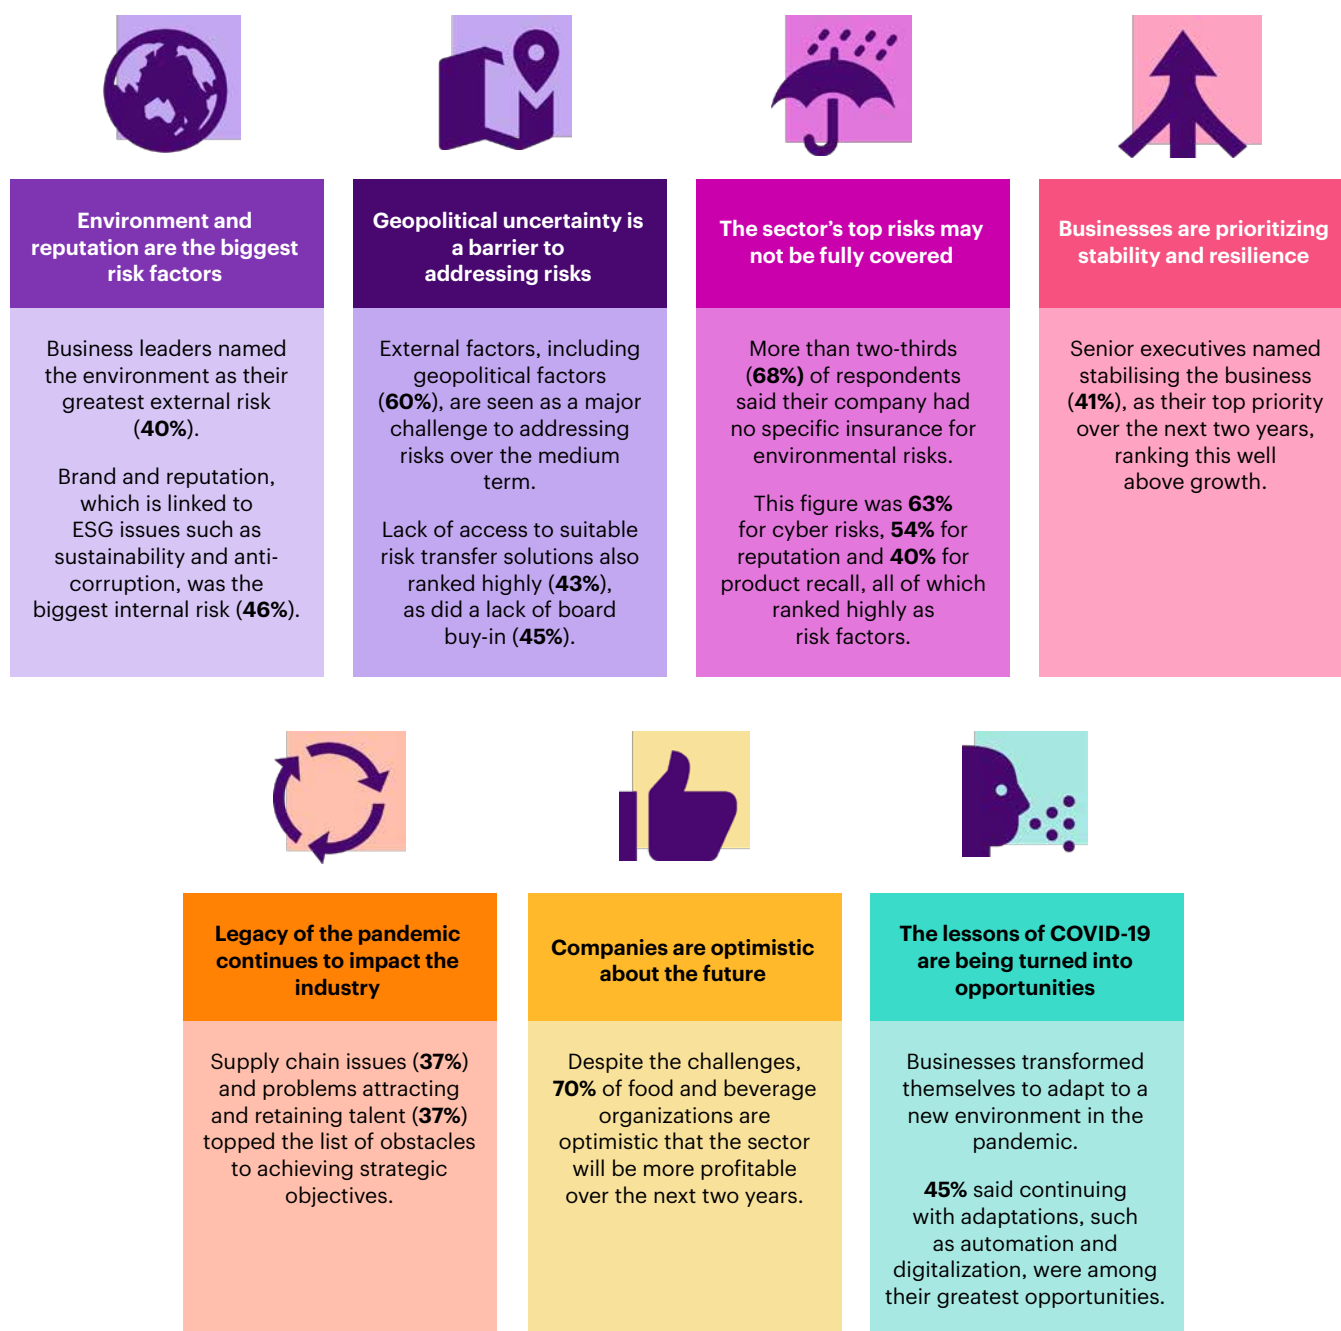 Environment and
reputation are the biggest
risk factors
Business leaders named
the environment as their
greatest external risk
(40%).
Brand and reputation,
which is linked to
ESG issues such as
sustainability and anti-
corruption, was the
biggest internal risk (46%).
Geopolitical uncertainty is
a barrier to
addressing risks
External factors, including
geopolitical factors
(60%), are seen as a major
challenge to addressing
risks over the medium
term.
Lack of access to suitable
risk transfer solutions also
ranked highly (43%),
as did a lack of board
buy-in (45%).
The sector’s top risks may
not be fully covered
More than two-thirds
(68%) of respondents
said their company had
no specific insurance for
environmental risks.
This figure was 63%
for cyber risks, 54% for
reputation and 40% for
product recall, all of which
ranked highly as
risk factors.
Businesses are prioritizing
stability and resilience
Senior executives named
stabilising the business
(41%), as their top priority
over the next two years,
ranking this well
above growth.
Legacy of the pandemic
continues to impact the
industry
Supply chain issues (37%)
and problems attracting
and retaining talent (37%)
topped the list of obstacles
to achieving strategic
objectives.
Companies are optimistic
about the future
Despite the challenges,
70% of food and beverage
organizations are
optimistic that the sector
will be more profitable
over the next two years.
The lessons of COVID-19
are being turned into
opportunities
Businesses transformed
themselves to adapt to a
new environment in the
pandemic.
45% said continuing
with adaptations, such
as automation and
digitalization, were among
their greatest opportunities.